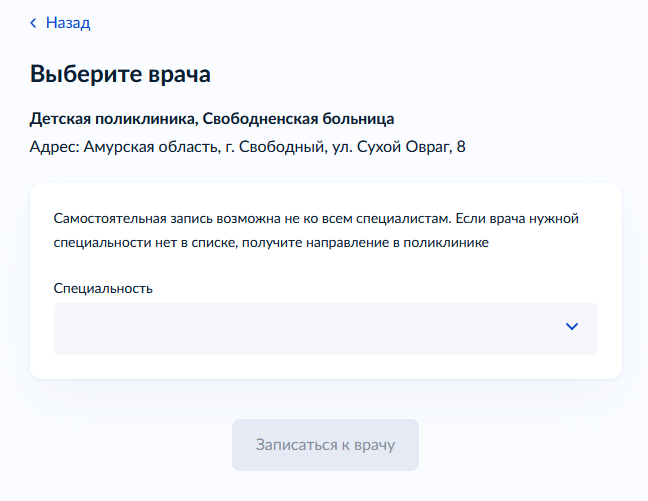 Назад
Выберите врача
Детская поликлиника, Свободненская больница
Адрес: Амурская область, г. Свободный, ул. Сухой Овраг, 8
Самостоятельная запись возможна не ко всем специалистам. Если врача нужной
специальности нет в списке, получите направление в поликлинике
Специальность
Записаться к врачу